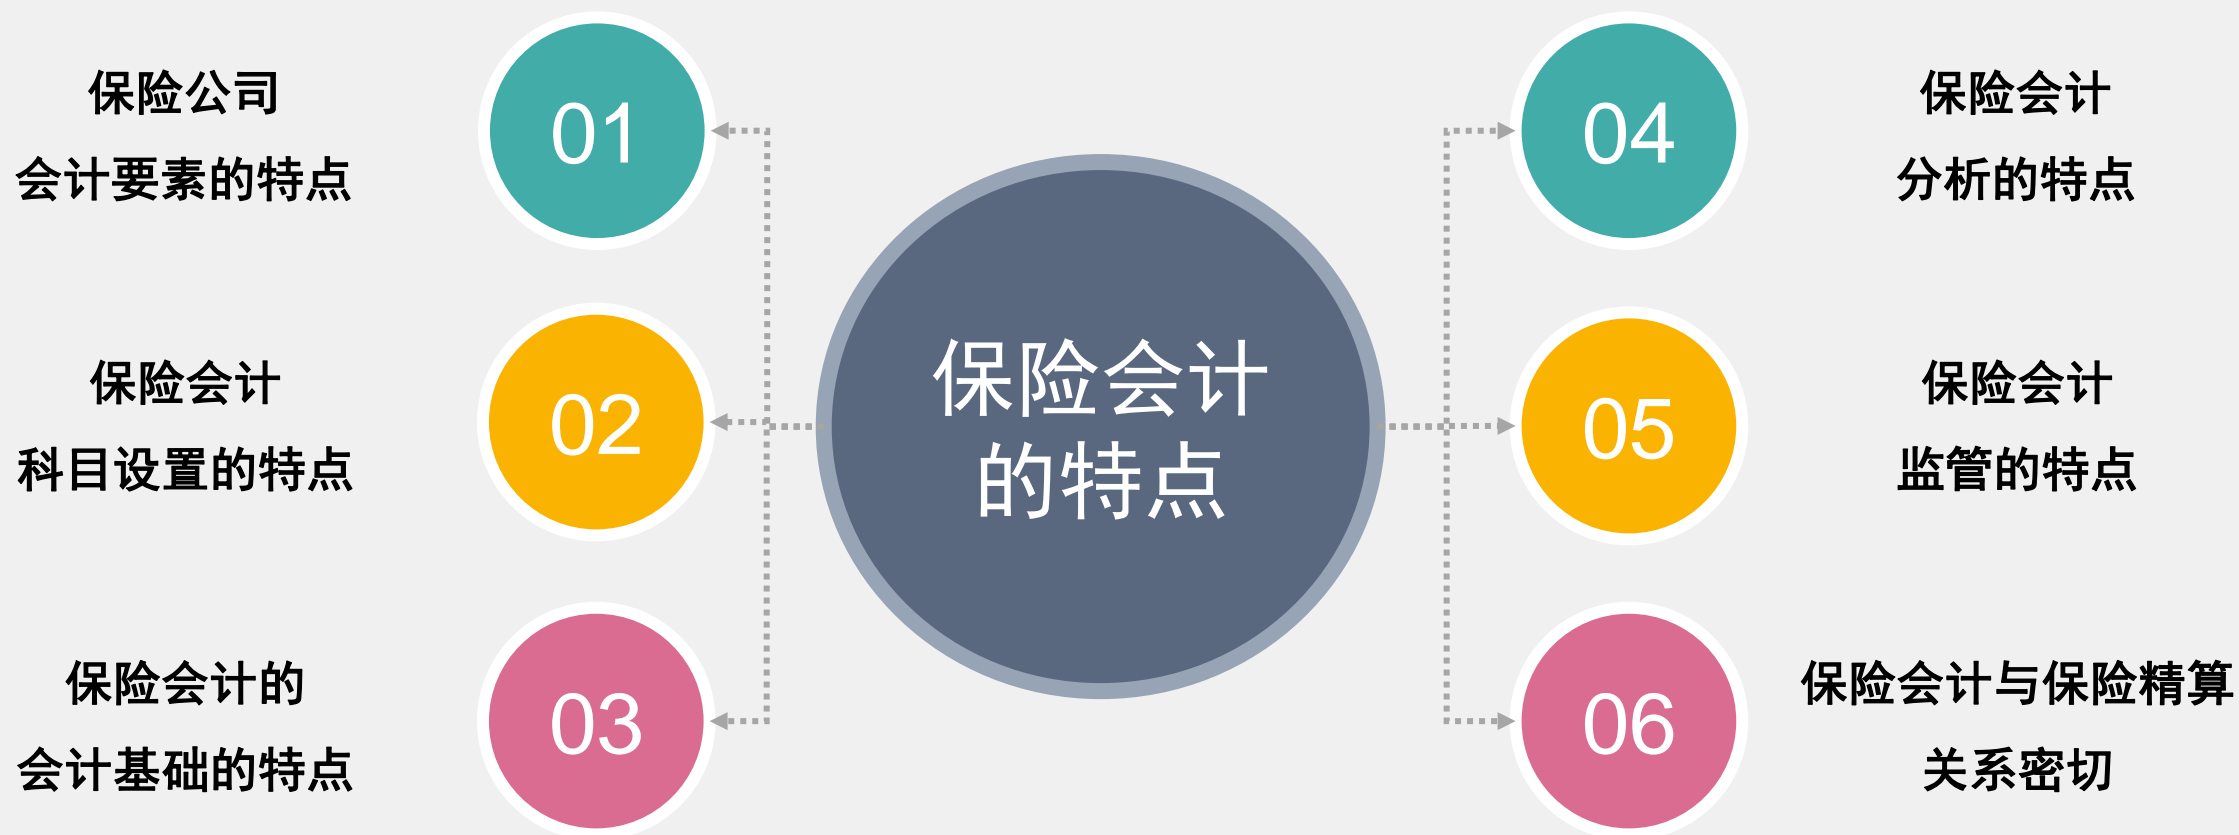 保险公司
会计要素的特点
01
保险会计
科目设置的特点
02
保险会计的
会计基础的特点
03
保险会计
的特点
04
保险会计
分析的特点
05
保险会计
监管的特点
06
保险会计与保险精算
关系密切